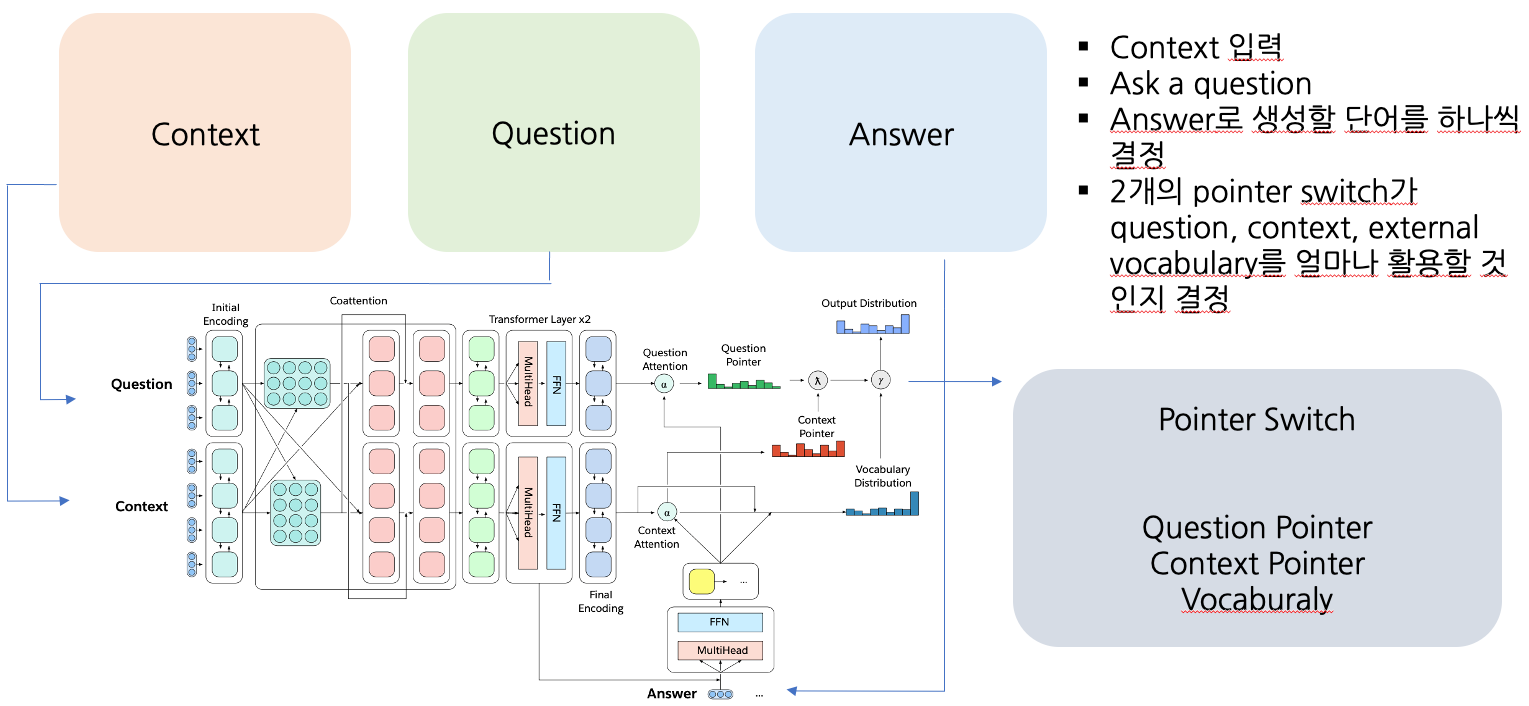 Context
Question
Answer
▪ Context 입력
▪ Ask a question
▪ Answer로 생성할 단어를 하나씩
결정
▪ 2개의 pointer switch가
question, context, external
vocabulary를 얼마나 활용할 것
인지 결정
Initial
Encoding
Coattention
Transformer Layer x2
Output Distribution
Question
Attention
Question
Pointer
Question
MultiHead
FFN
α
λ
γ
Context
Pointer
Vocabulary
Distribution
Context
MultiHead
FFN
α
Context
Attention
Final
Encoding
...
FFN
MultiHead
Answer
...
Pointer Switch
Question Pointer
Context Pointer
Vocaburaly